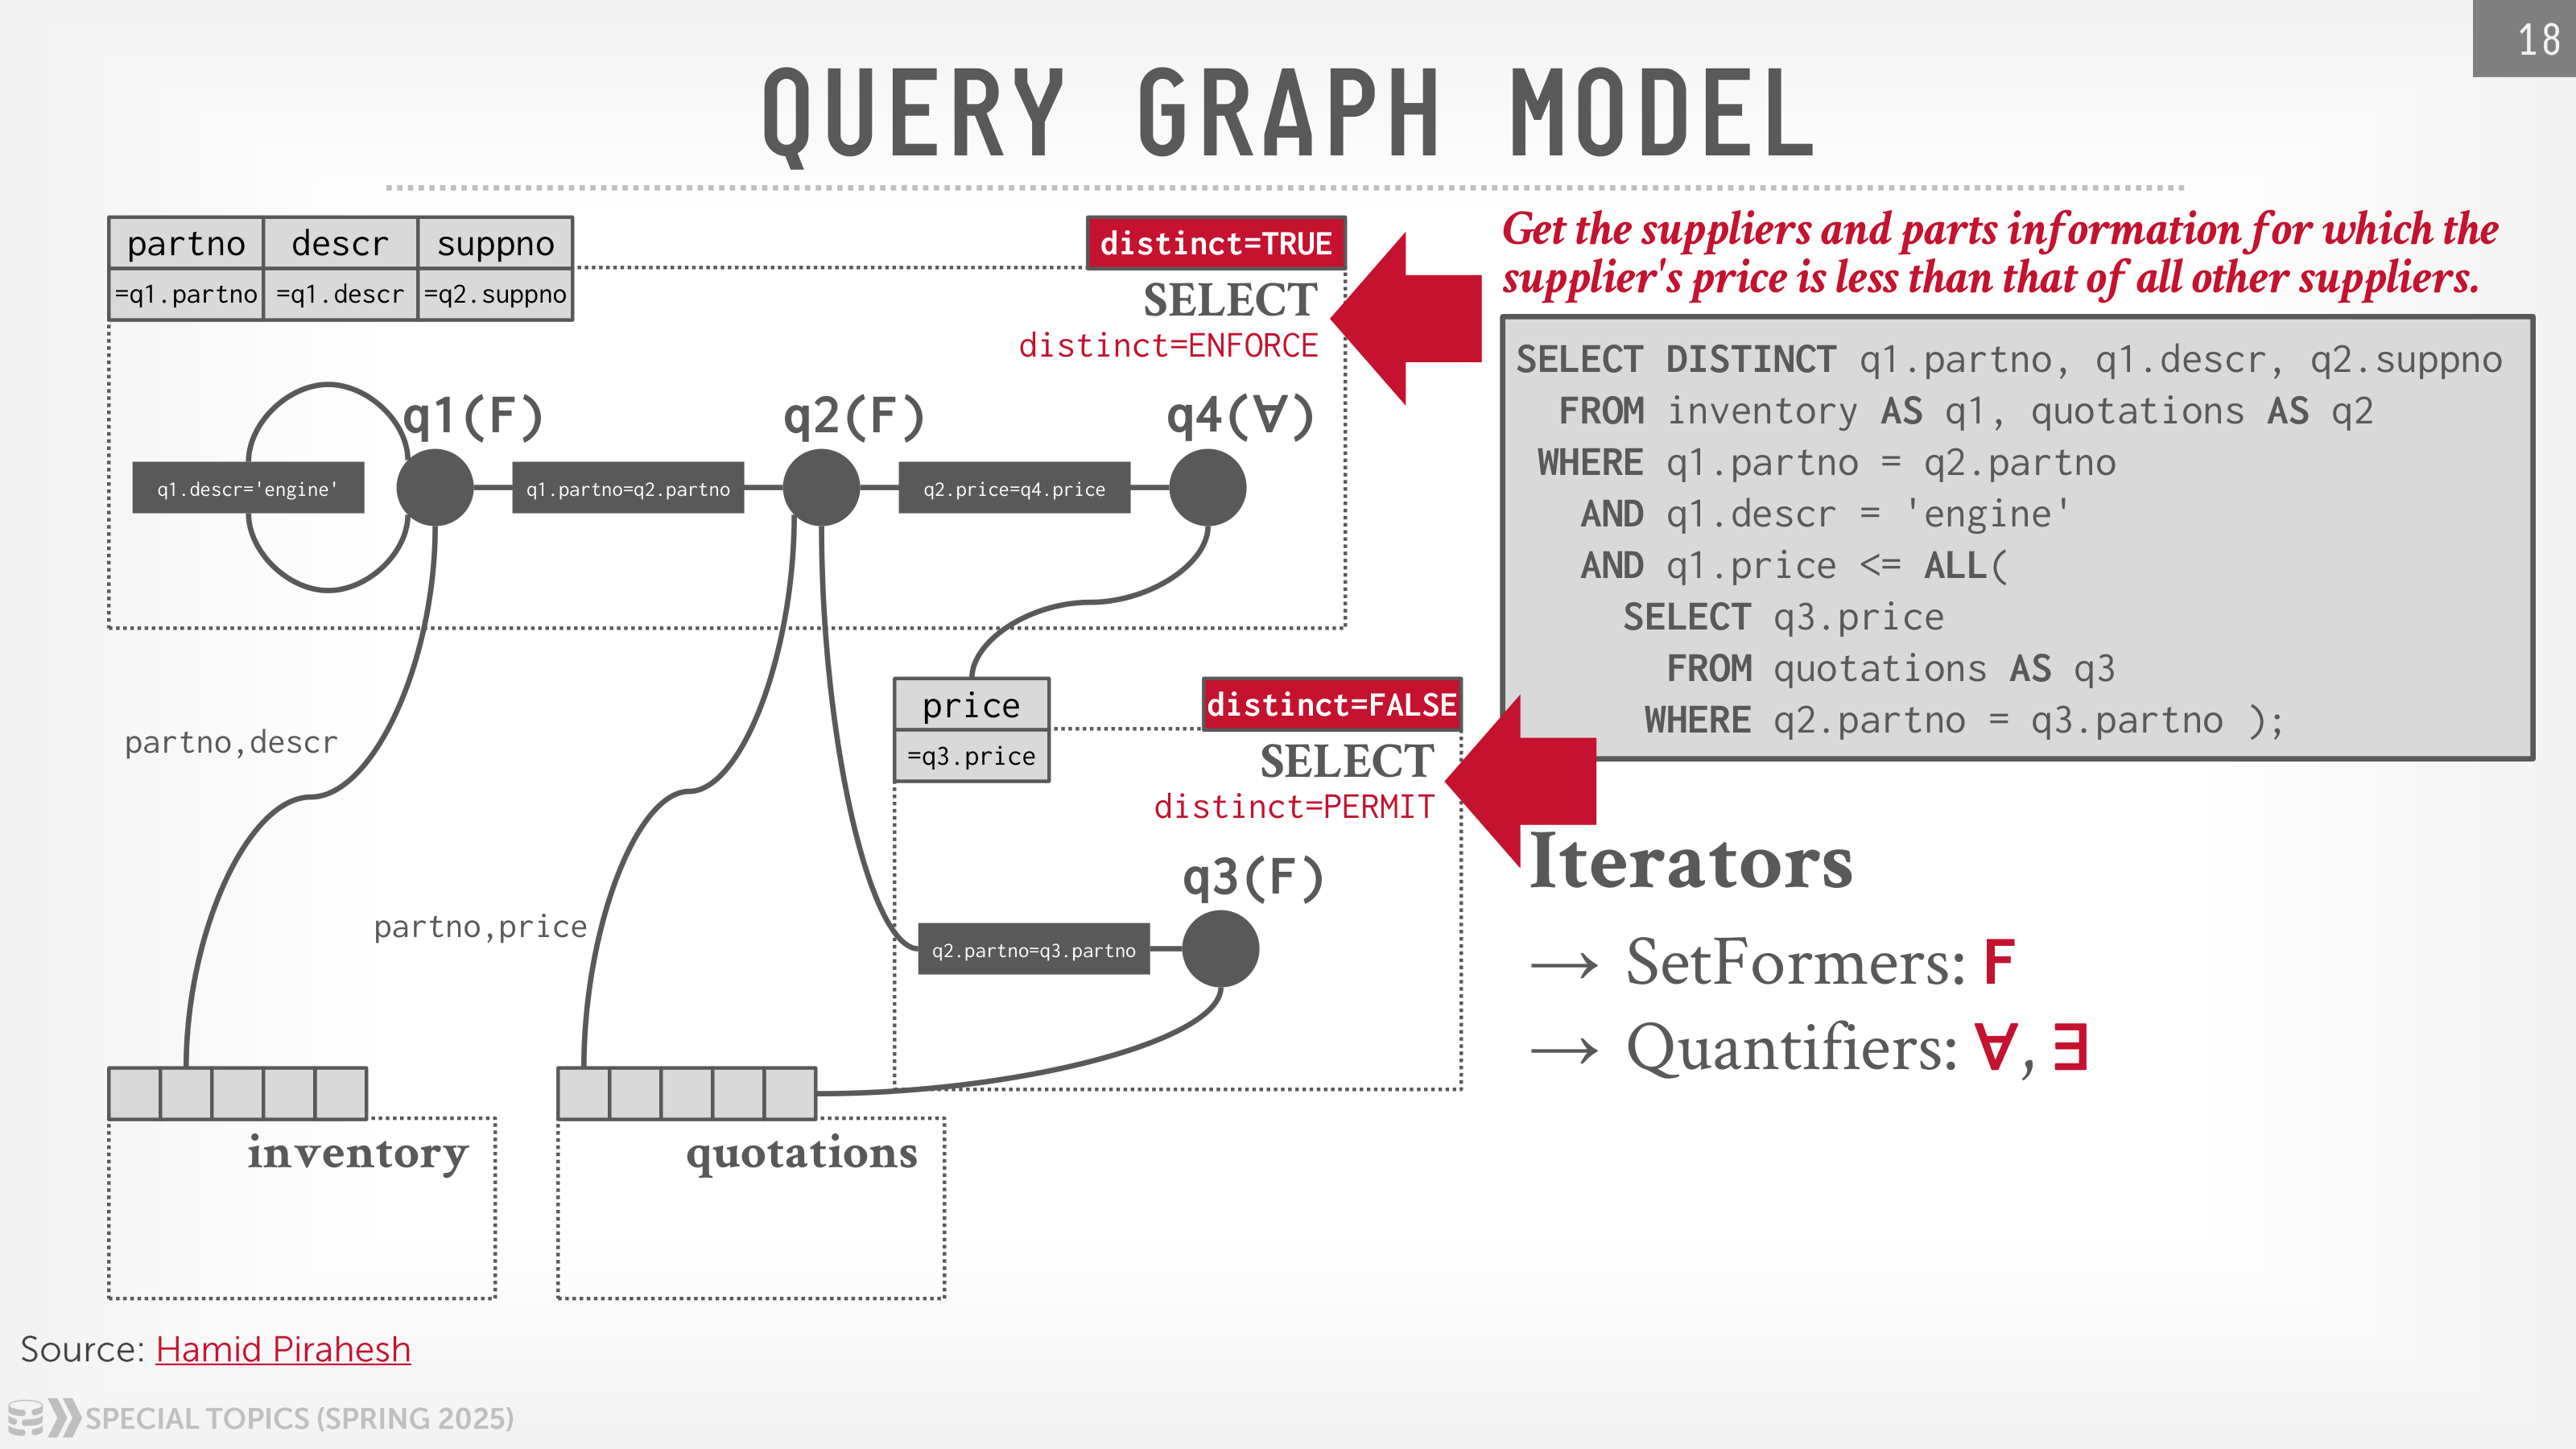 18
QUERY GRAPH MODEL
partno descr suppno
=q1.partno =q1.descr =q2.suppno
distinct=TRUE
SELECT
distinct=ENFORCE
q1(F) q2(F) q4(∀)
q1.descr='engine' q1.partno=q2.partno q2.price=q4.price
price
=q3.price
distinct=FALSE
SELECT
distinct=PERMIT
partno,descr
partno,price
q3(F)
q2.partno=q3.partno
inventory
quotations
Get the suppliers and parts information for which the
supplier's price is less than that of all other suppliers.
SELECT DISTINCT q1.partno, q1.descr, q2.suppno
FROM inventory AS q1, quotations AS q2
WHERE q1.partno = q2.partno
AND q1.descr = 'engine'
AND q1.price <= ALL(
SELECT q3.price
FROM quotations AS q3
WHERE q2.partno = q3.partno );
Iterators
→ SetFormers: F
→ Quantifiers: ∀, ∃
Source: Hamid Pirahesh
SPECIAL TOPICS (SPRING 2025)